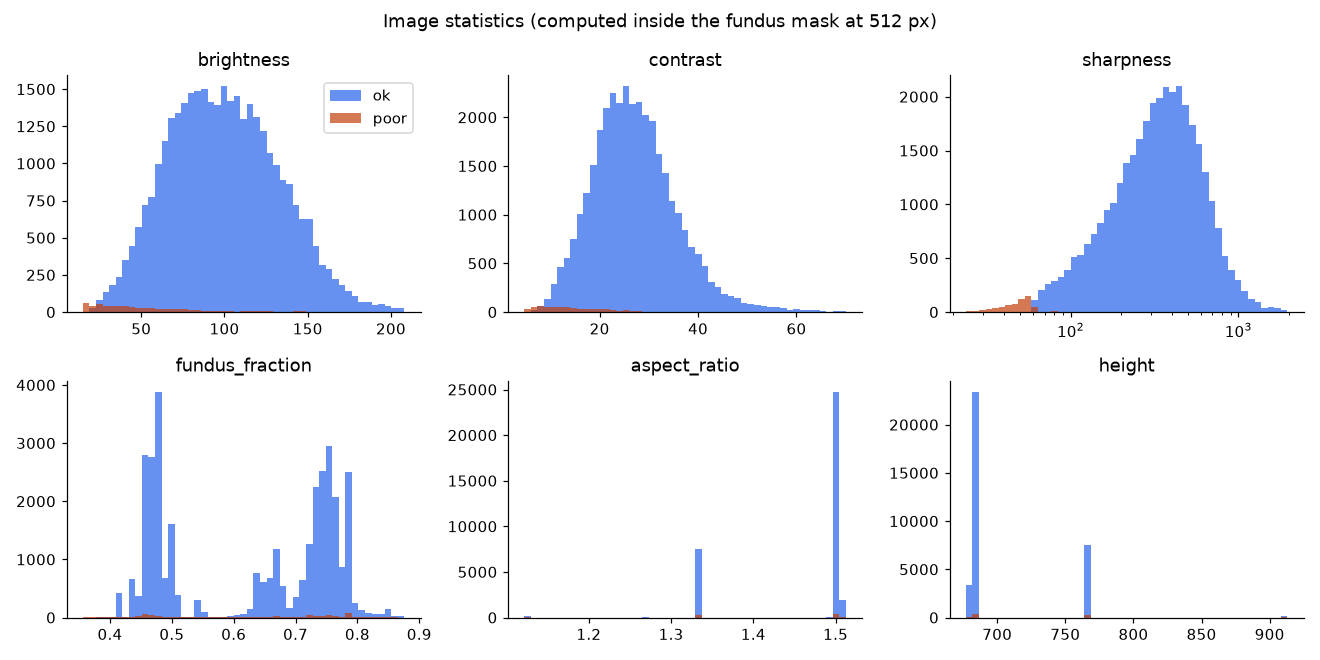 Image statistics (computed inside the fundus mask at 512 px)
brightness
1500
1250
1000
750
500
250
0
50 100 150 200
ok
poor
contrast
2000
1500
1000
500
0
20 40 60
sharpness
2000
1500
1000
500
0
10² 10³
fundus_fraction
4000
3000
2000
1000
0
0.4 0.5 0.6 0.7 0.8 0.9
aspect_ratio
25000
20000
15000
10000
5000
0
1.2 1.3 1.4 1.5
height
20000
15000
10000
5000
0
700 750 800 850 900